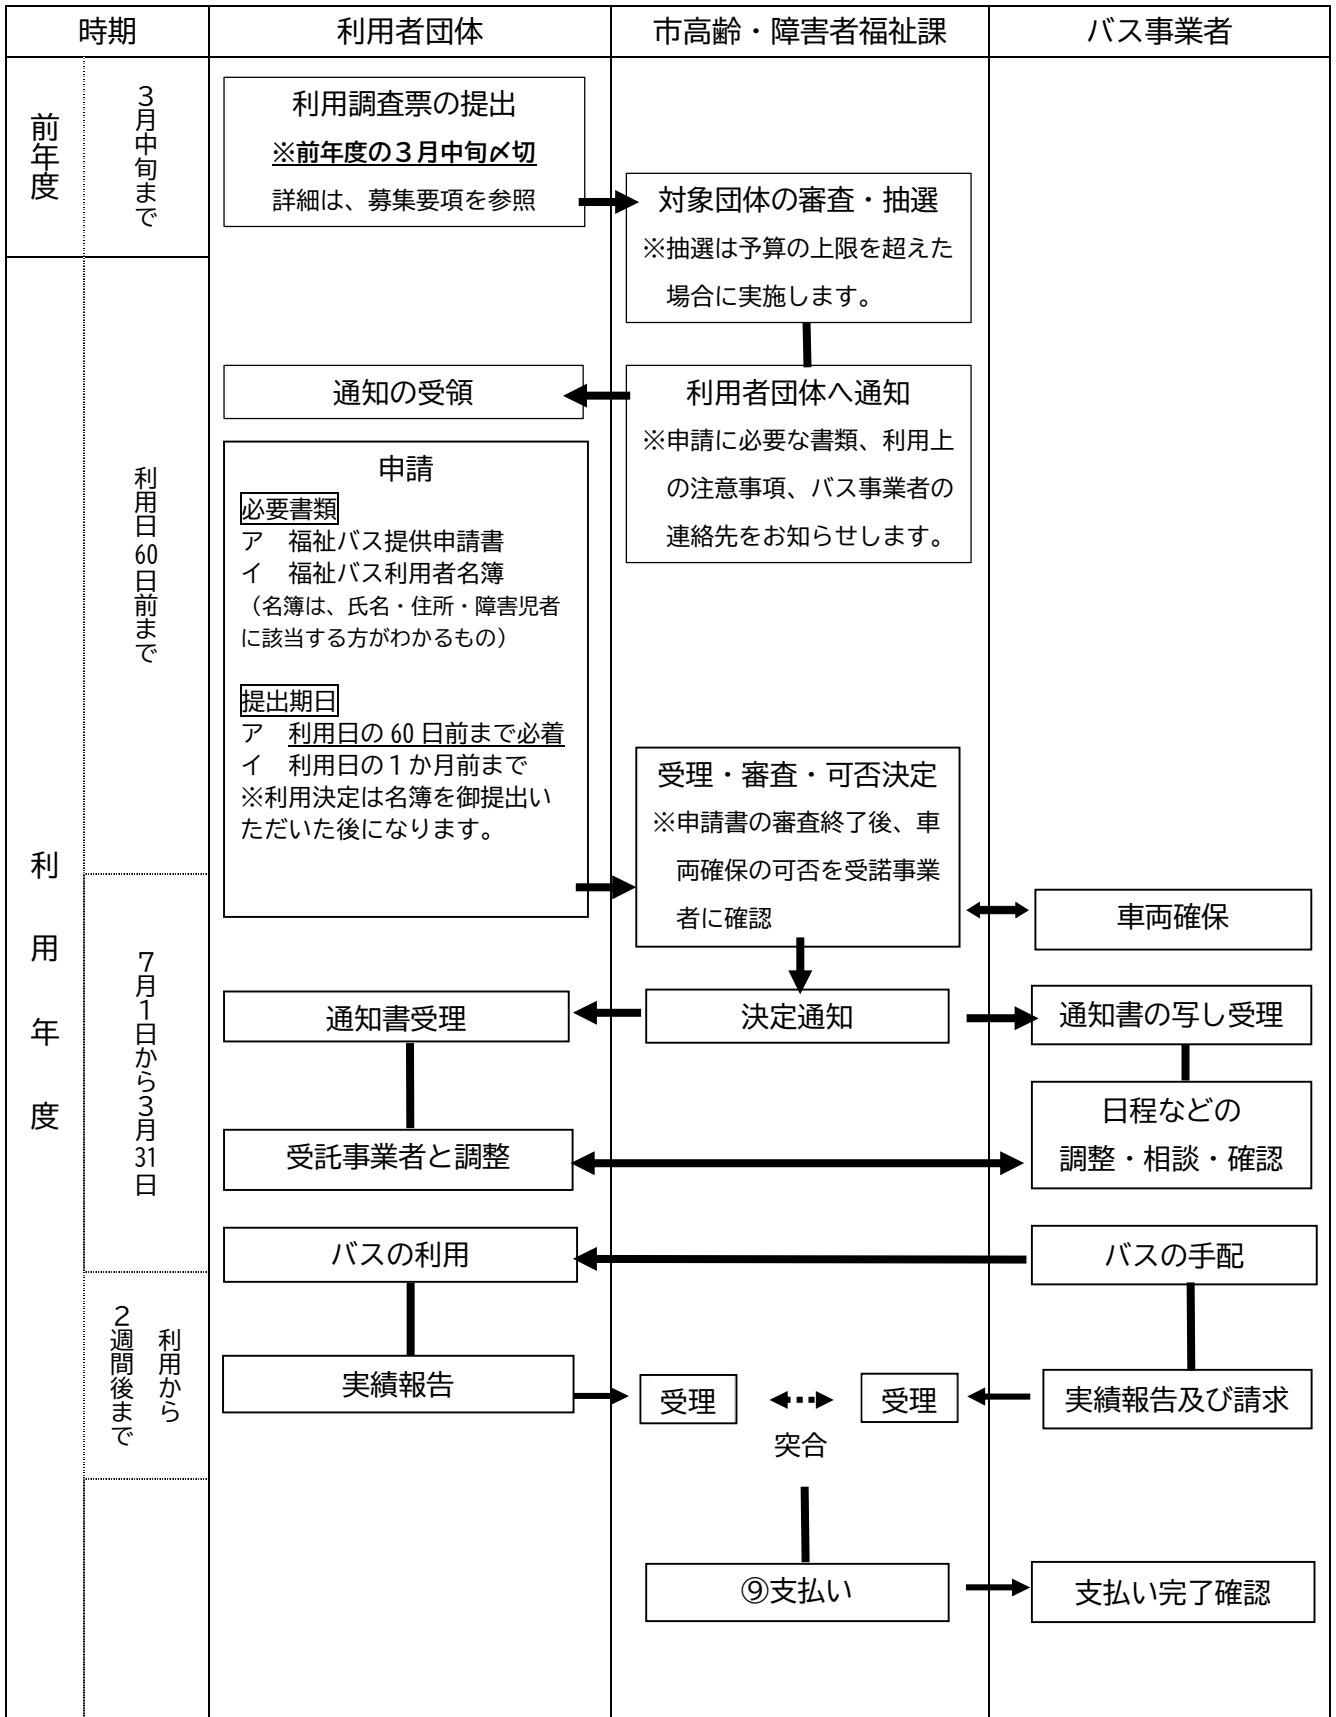 時期
利用者団体
市高齢・障害者福祉課
バス事業者
前年度
３月中旬まで
利用調査票の提出
※前年度の３月中旬〆切
詳細は、募集要項を参照
対象団体の審査・抽選
※抽選は予算の上限を超えた
場合に実施します。
利用年度
利用日60日前まで
通知の受領
利用者団体へ通知
※申請に必要な書類、利用上
の注意事項、バス事業者の
連絡先をお知らせします。
申請
必要書類
ア　福祉バス提供申請書
イ　福祉バス利用者名簿
（名簿は、氏名・住所・障害児者
に該当する方がわかるもの）
提出期日
ア　利用日の 60 日前まで必着
イ　利用日の１か月前まで
※利用決定は名簿を御提出い
ただいた後になります。
受理・審査・可否決定
※申請書の審査終了後、車
両確保の可否を受諾事業
者に確認
車両確保
７月１日から３月31日
通知書受理
決定通知
通知書の写し受理
受託事業者と調整
日程などの
調整・相談・確認
バスの利用
バスの手配
利用から
２週間後まで
実績報告
受理
受理
突合
実績報告及び請求
⑨支払い
支払い完了確認